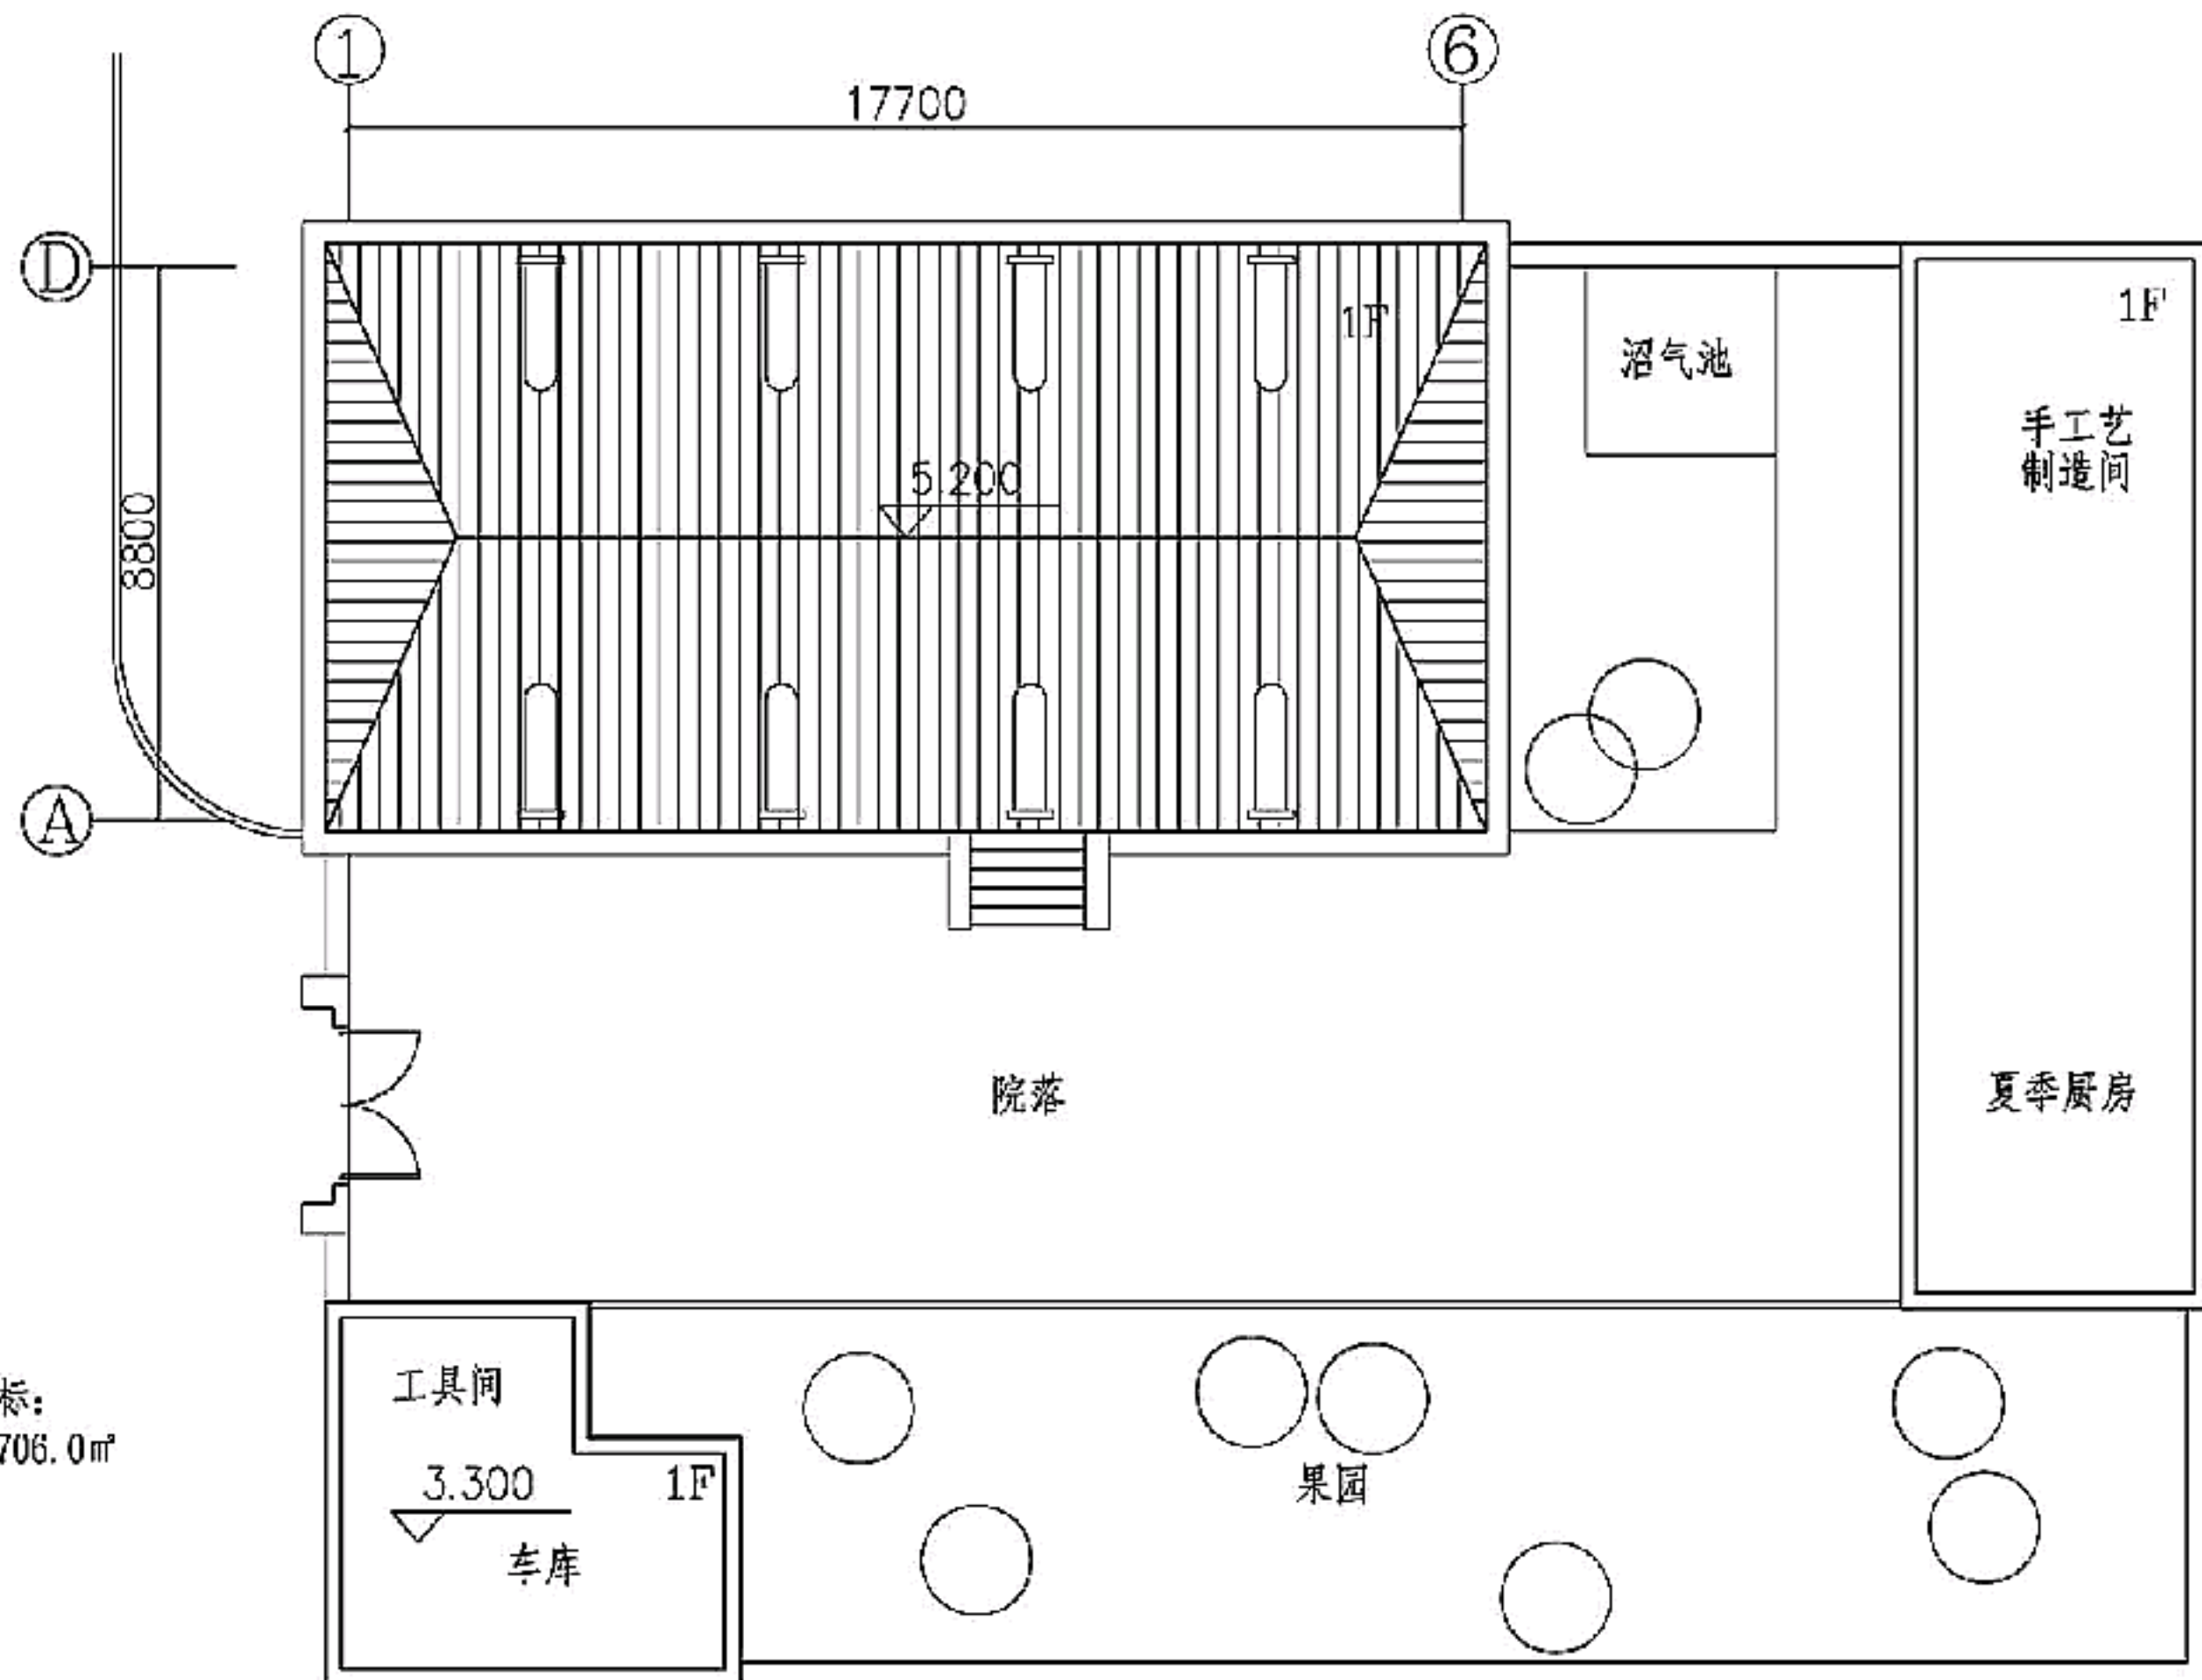 1
6
17700
D
1F
1F
沼气池
手工艺
制造间
5.200
8800
A
院落
夏季厨房
工具间
标:
706.0㎡
3.300
1F
果园
车库